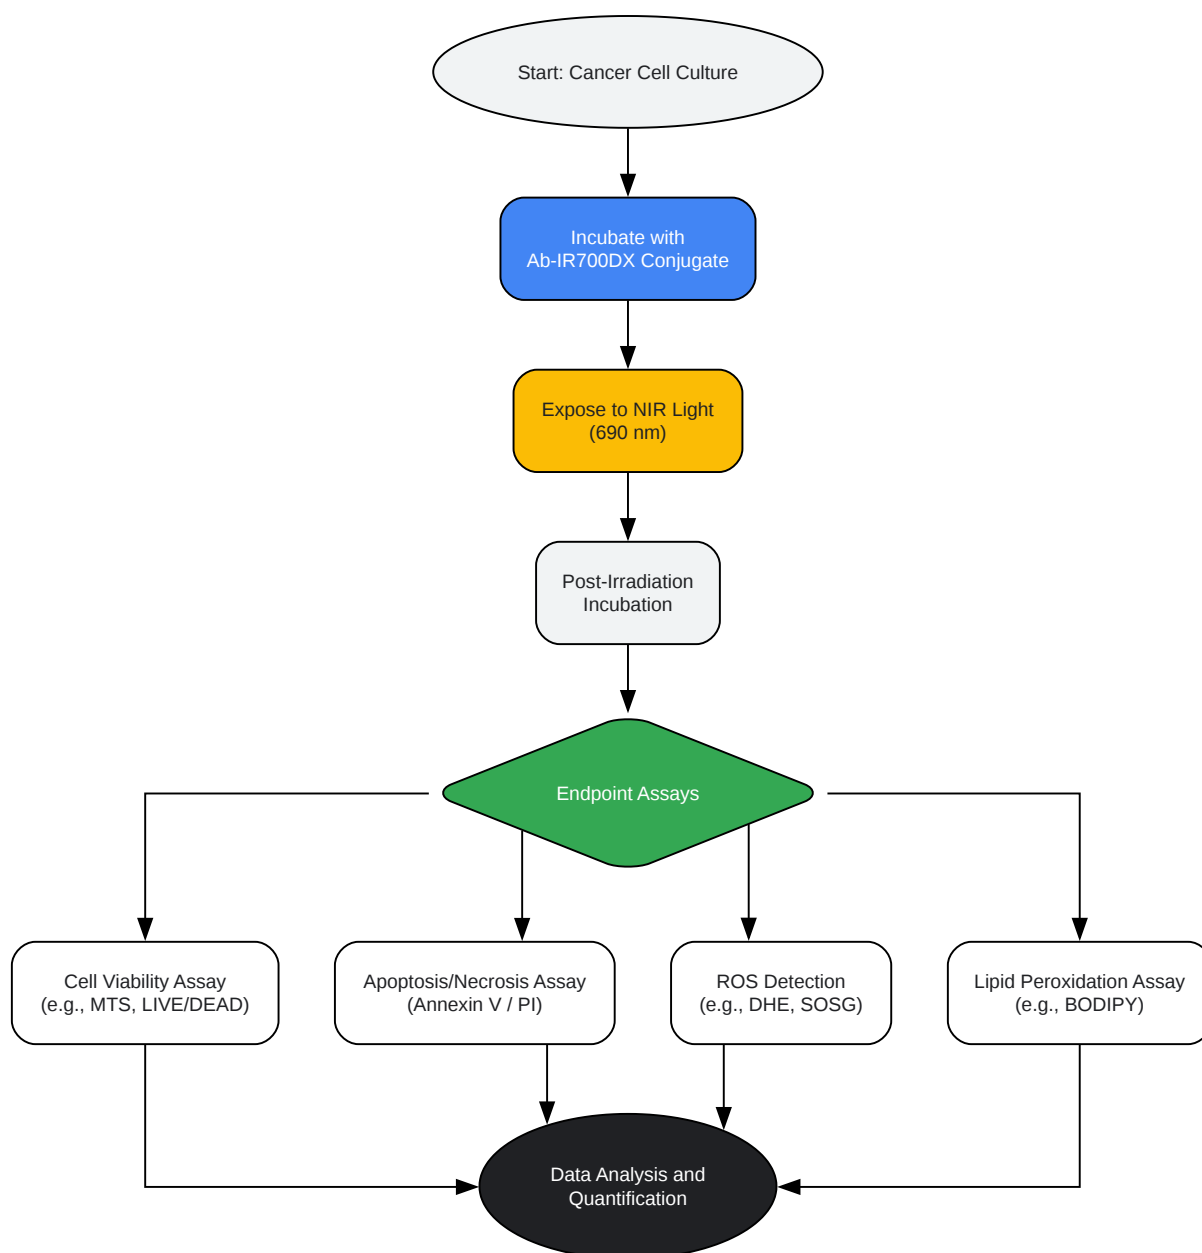 Start: Cancer Cell Culture
Incubate with
Ab-IR700DX Conjugate
Expose to NIR Light
(690 nm)
Post-Irradiation
Incubation
Endpoint Assays
Cell Viability Assay
(e.g., MTS, LIVE/DEAD)
Apoptosis/Necrosis Assay
(Annexin V / PI)
ROS Detection
(e.g., DHE, SOSG)
Lipid Peroxidation Assay
(e.g., BODIPY)
Data Analysis and
Quantification